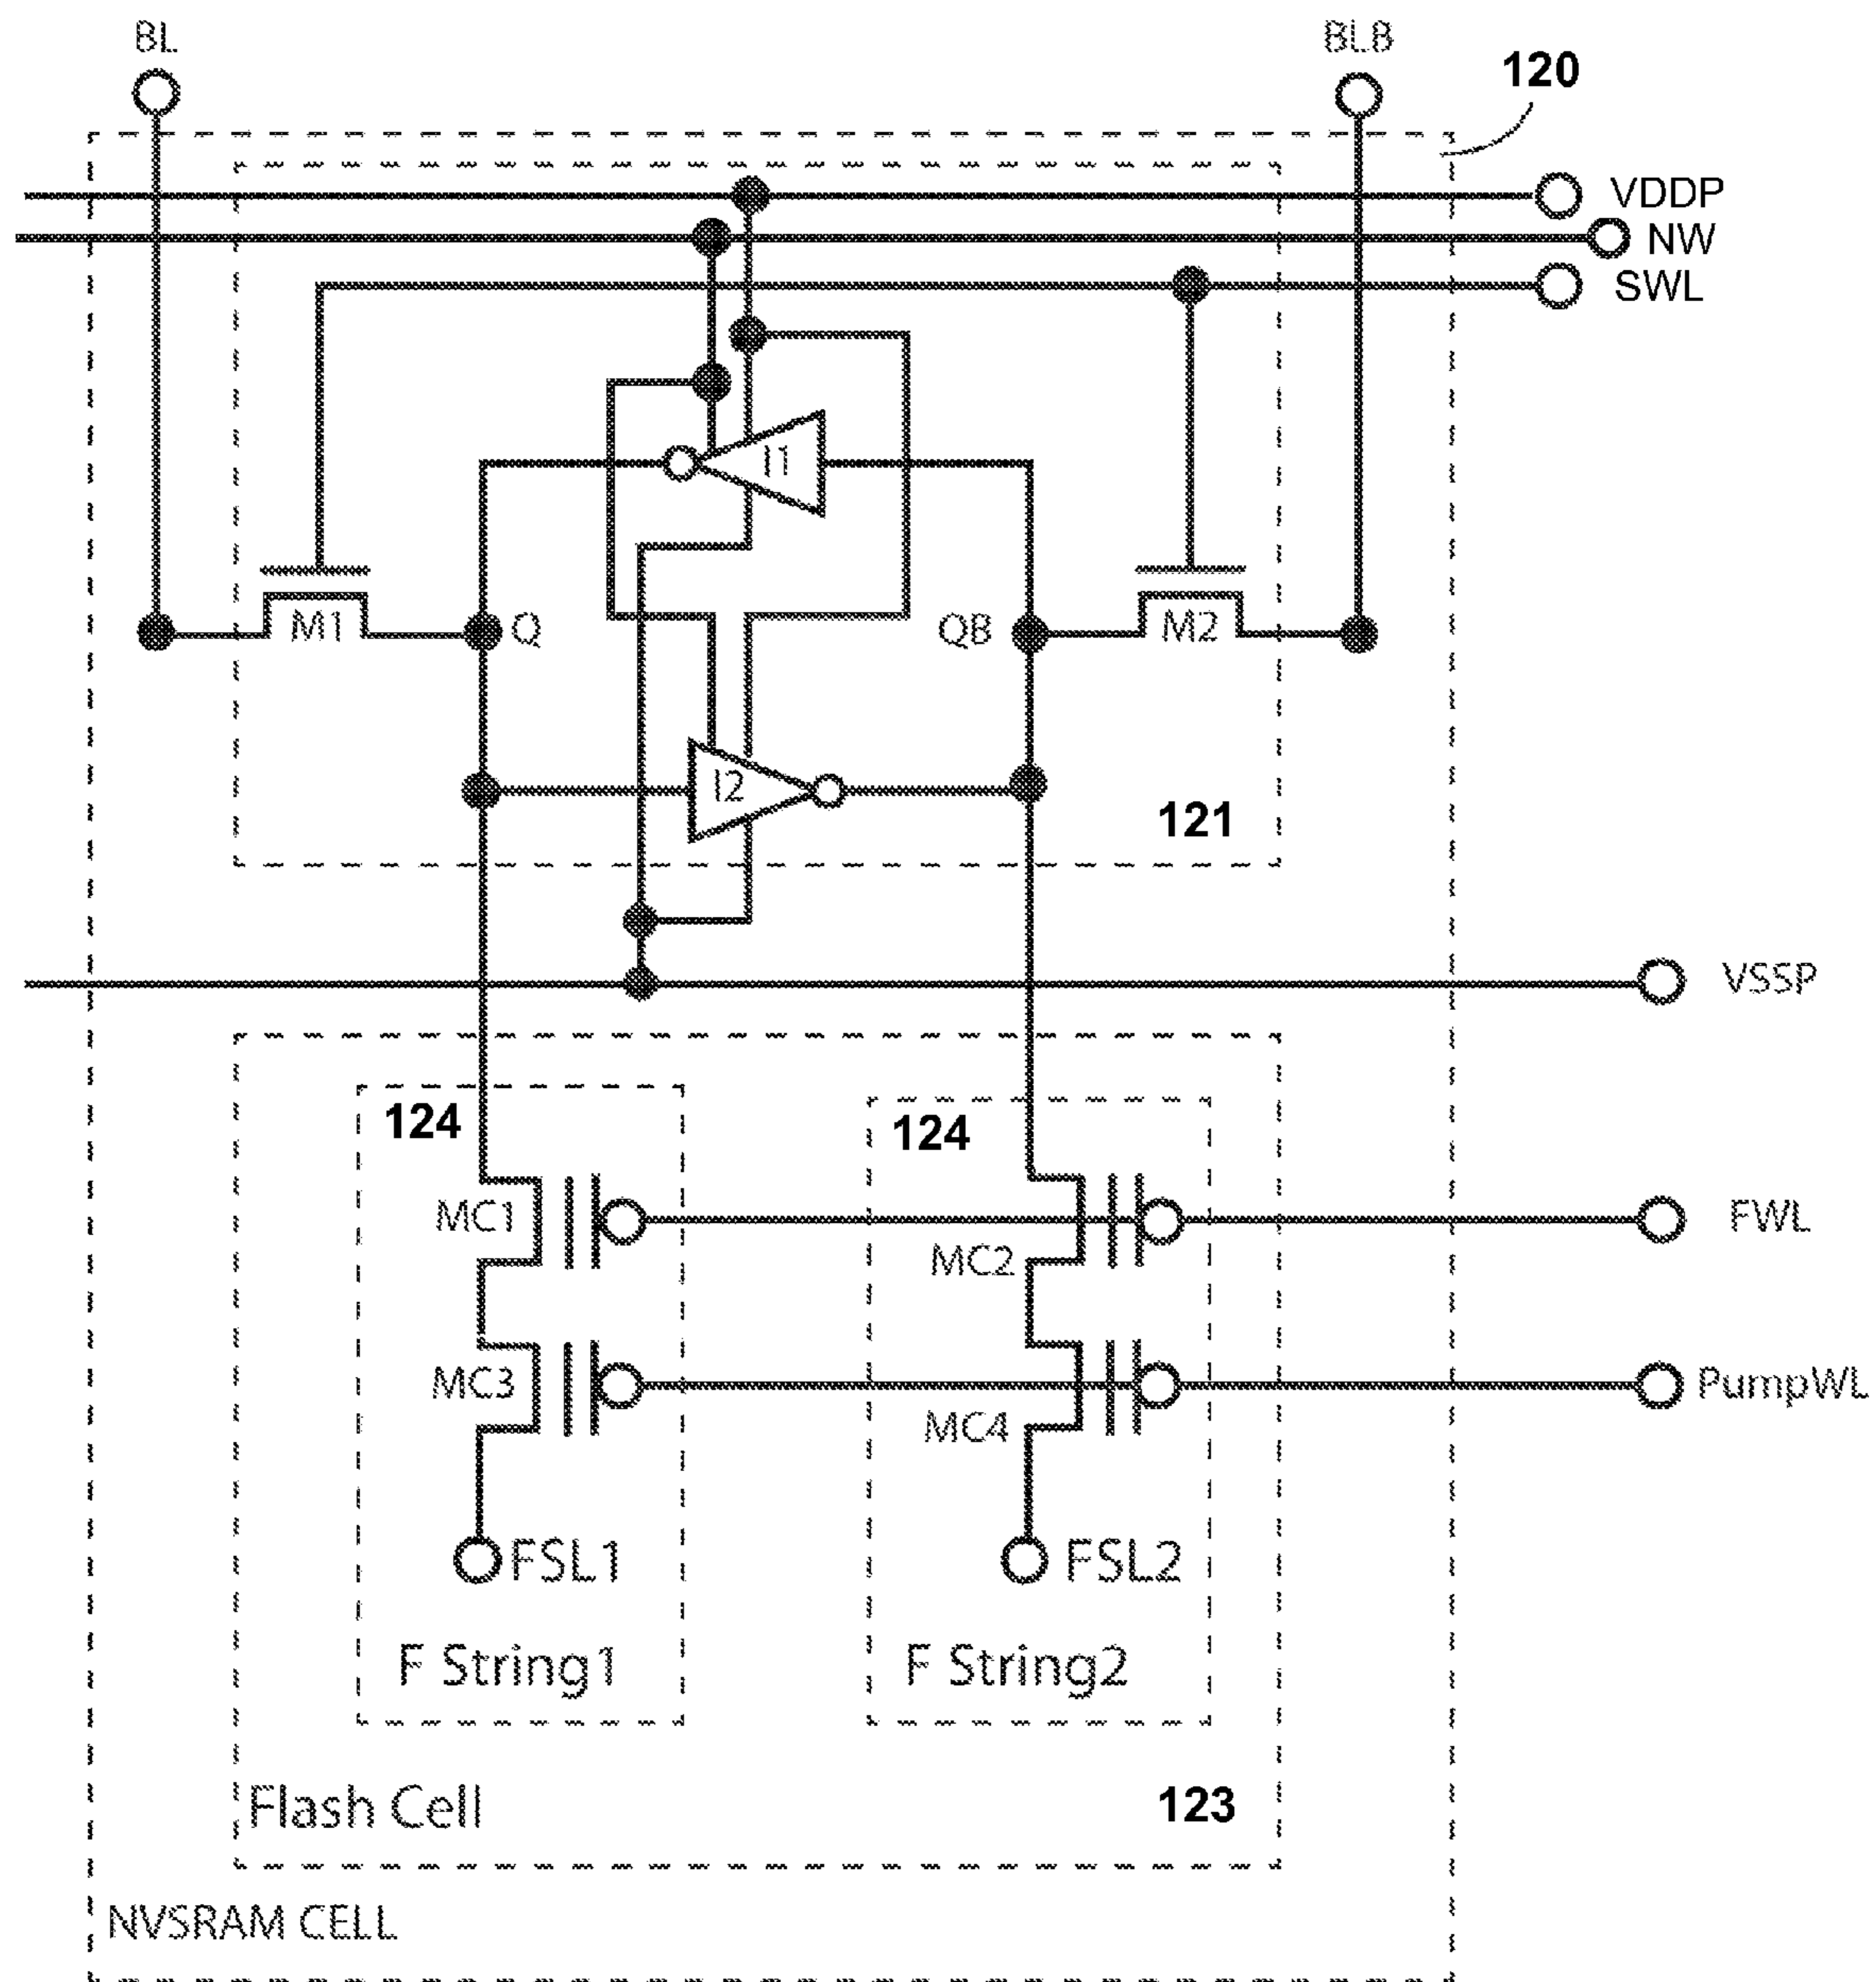 BL
BLB
120
VDDP
NW
SWL
I1
M1
Q
QB
M2
I2
121
VSSP
124
124
MC1
FWL
MC2
MC3
PumpWL
MC4
FSL1
FSL2
F String1
F String2
Flash Cell
123
NVSRAM CELL